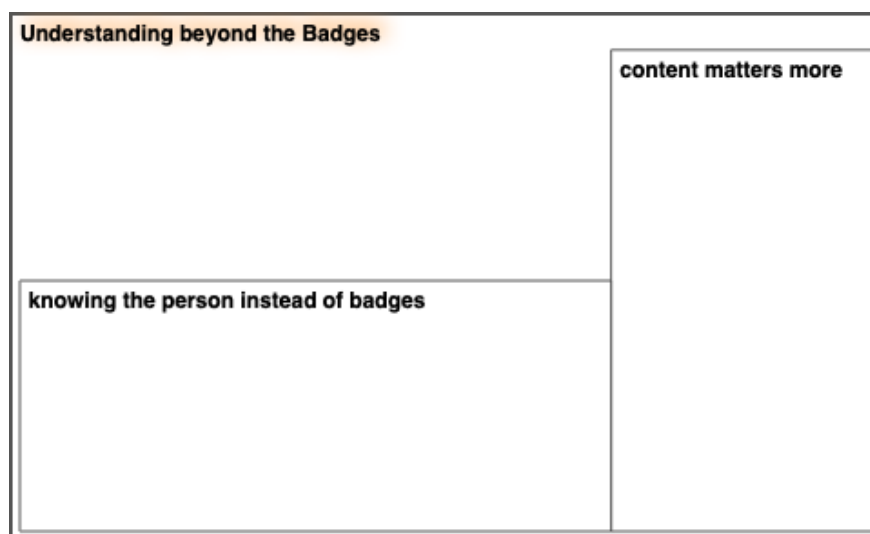 Understanding beyond the Badges
content matters more
knowing the person instead of badges